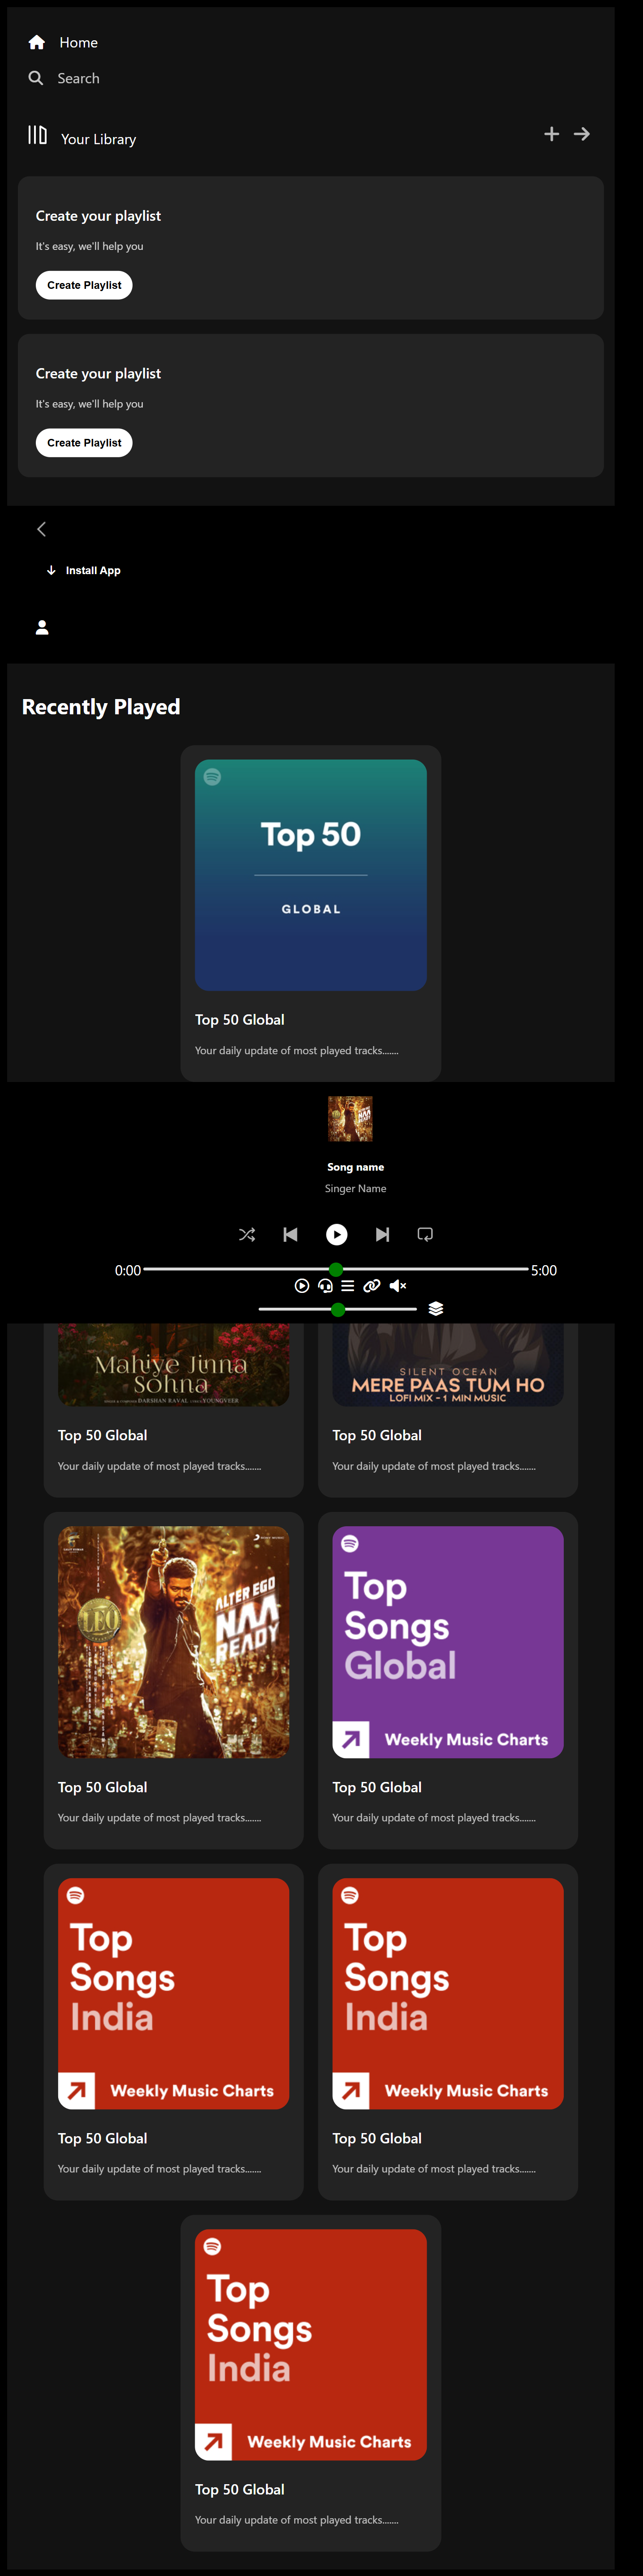 Home
Search
Your Library
Create your playlist
It's easy, we'll help you
Create Playlist
Create your playlist
It's easy, we'll help you
Create Playlist
Install App
Recently Played
Top 50
GLOBAL
Top 50 Global
Your daily update of most played tracks.......
NAA
Song name
Singer Name
0:00
5:00
Mahiye Jinna
Sohna
DARSHAN RAVAL
YOUNGVEER
Top 50 Global
Your daily update of most played tracks.......
SILENT OCEAN
MERE PAAS TUM HO
LOFI MIX - 1 MIN MUSIC
Top 50 Global
Your daily update of most played tracks.......
ALTER EGO
NAA
READY
Top 50 Global
Your daily update of most played tracks.......
Top
Songs
Global
Weekly Music Charts
Top 50 Global
Your daily update of most played tracks.......
Top
Songs
India
Weekly Music Charts
Top 50 Global
Your daily update of most played tracks.......
Top
Songs
India
Weekly Music Charts
Top 50 Global
Your daily update of most played tracks.......
Top
Songs
India
Weekly Music Charts
Top 50 Global
Your daily update of most played tracks.......